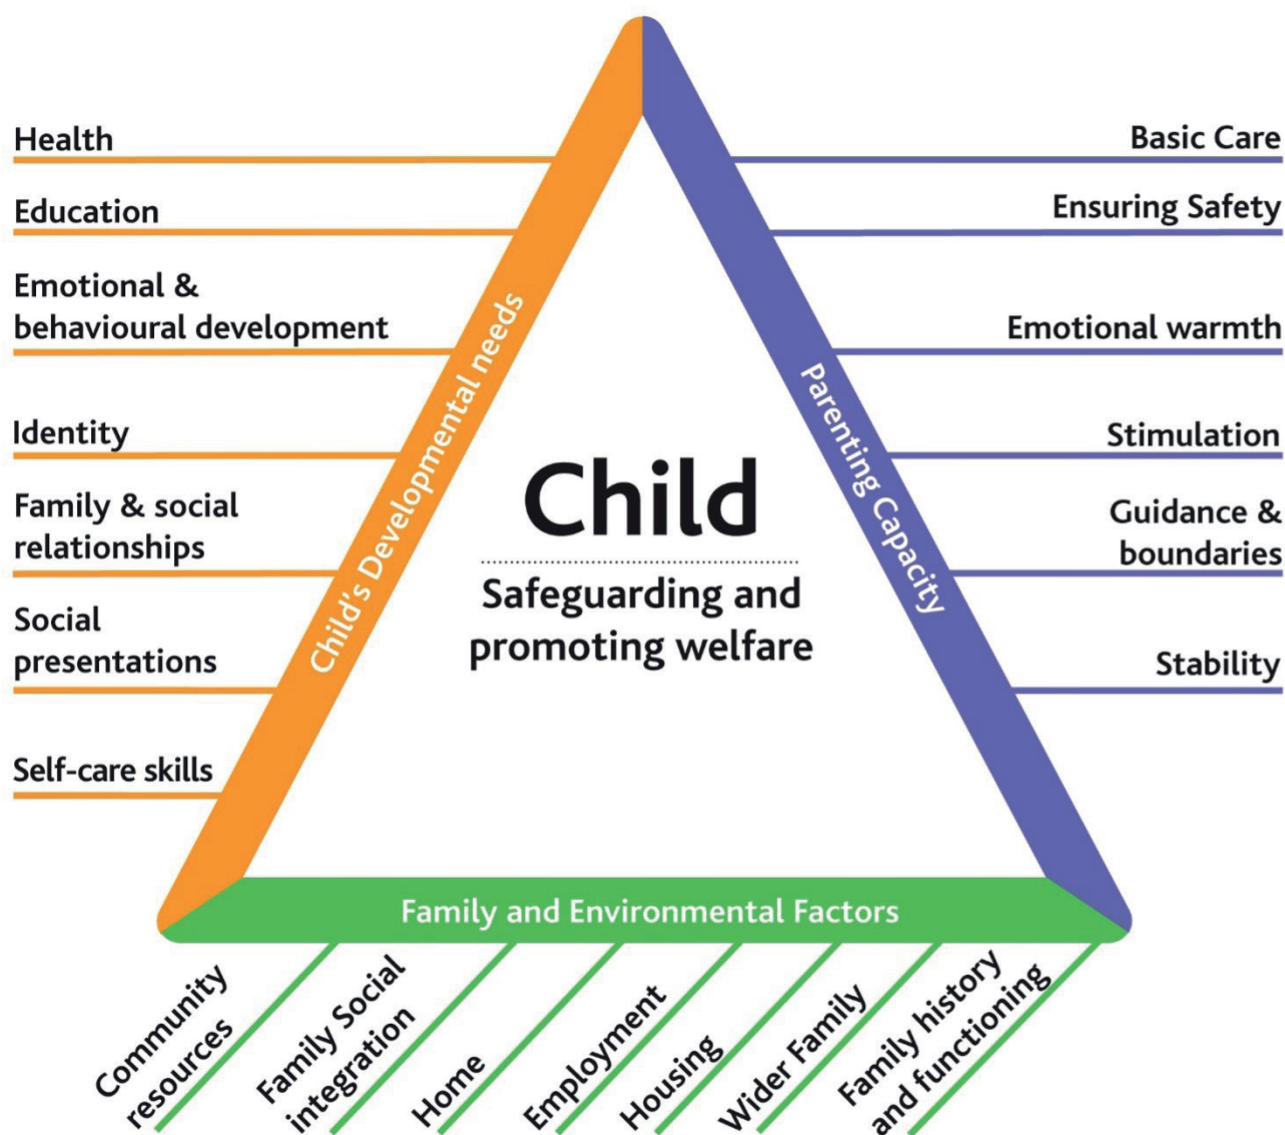 Health
Education
Emotional &
behavioural development
Identity
Family & social
relationships
Social
presentations
Self-care skills
Child's Developmental needs
Child
Safeguarding and
promoting welfare
Parenting Capacity
Basic Care
Ensuring Safety
Emotional warmth
Stimulation
Guidance &
boundaries
Stability
Family and Environmental Factors
Community
resources
Family Social
integration
Home
Employment
Housing
Wider Family
Family history
and functioning